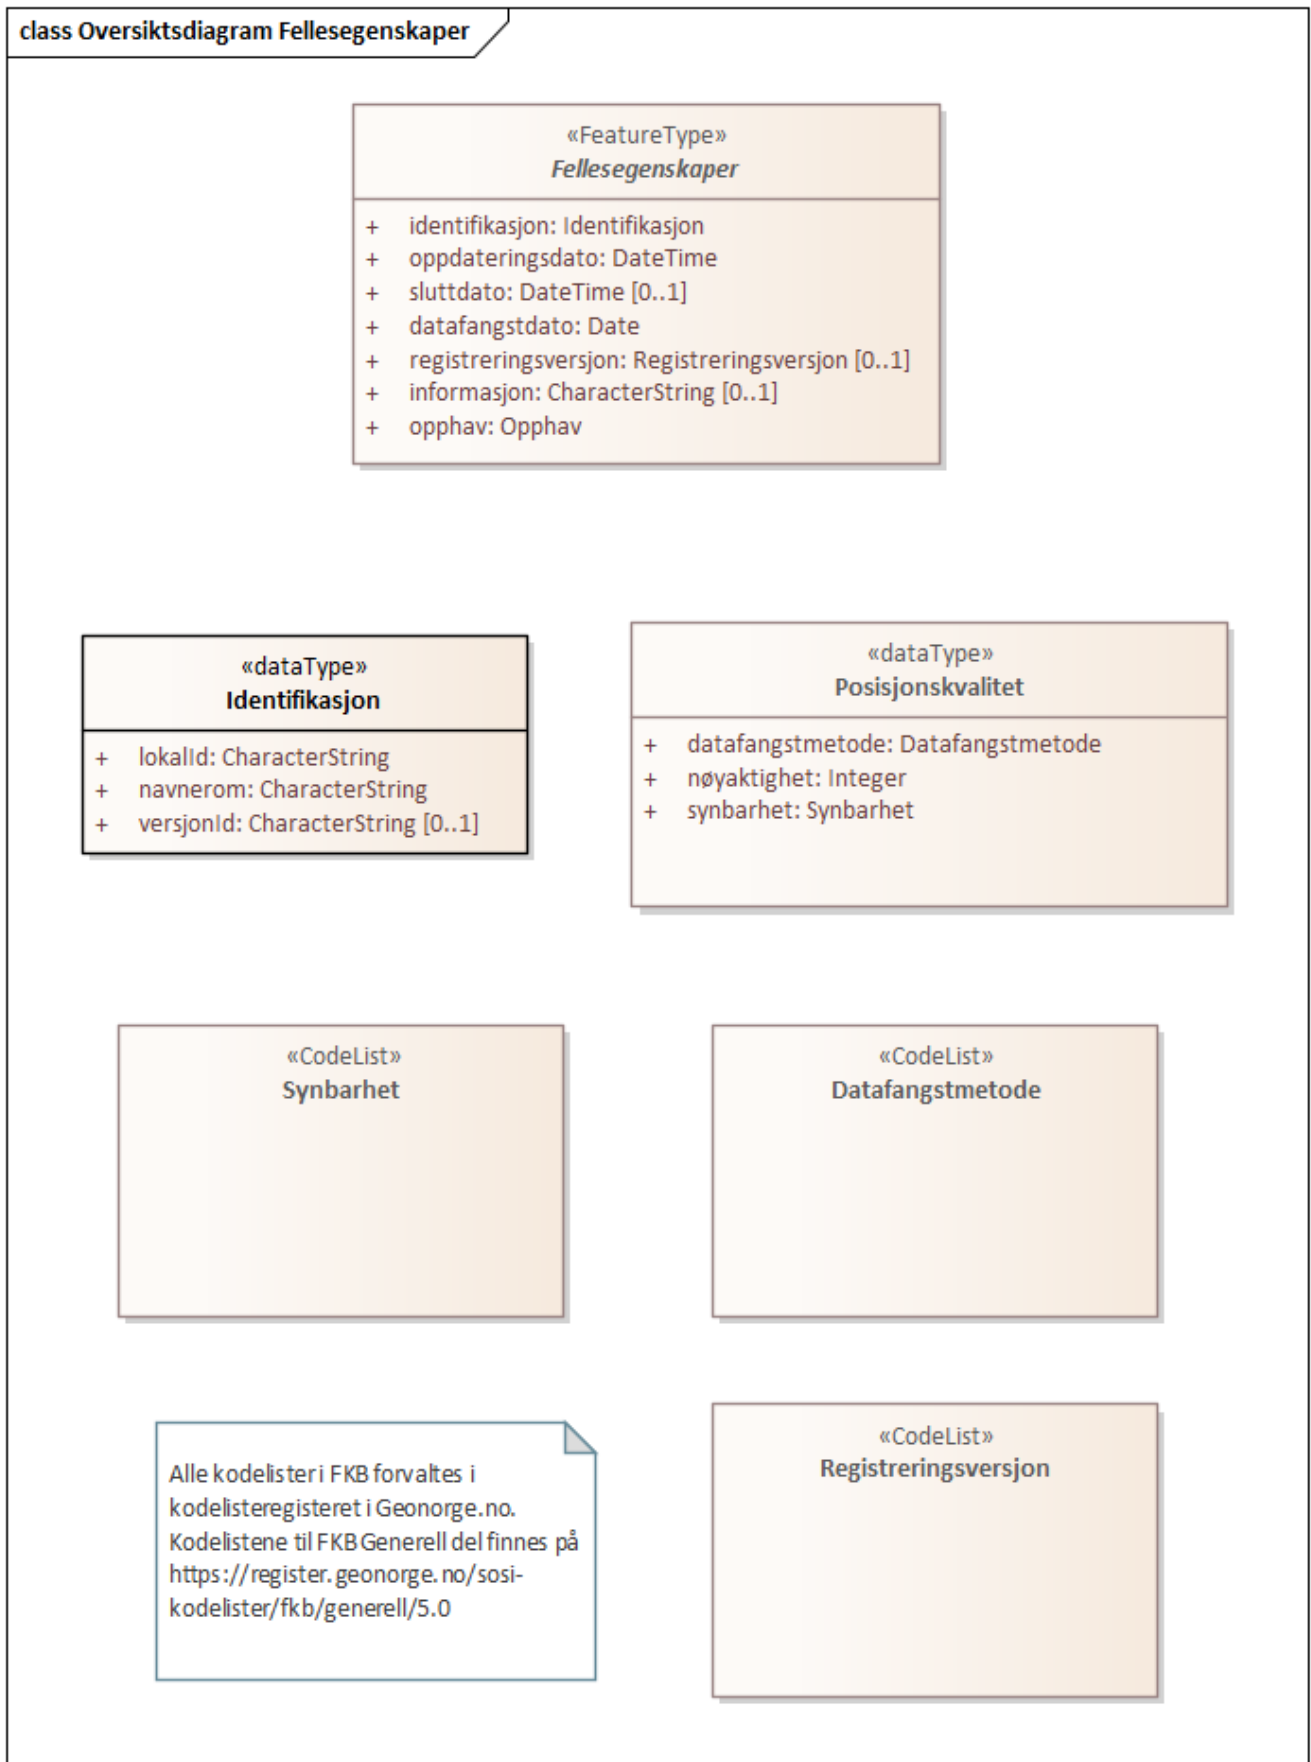 class Oversiktsdiagram Fellesegenskaper
«FeatureType»
Fellesegenskaper
+ identifikasjon: Identifikasjon
+ oppdateringsdato: DateTime
+ sluttdato: DateTime [0..1]
+ datafangstdato: Date
+ registreringsversjon: Registreringsversjon [0..1]
+ informasjon: CharacterString [0..1]
+ opphav: Opphav
«dataType»
Identifikasjon
+ lokalId: CharacterString
+ navnerom: CharacterString
+ versjonId: CharacterString [0..1]
«dataType»
Posisjonskvalitet
+ datafangstmetode: Datafangstmetode
+ nøyaktighet: Integer
+ synbarhet: Synbarhet
«CodeList»
Synbarhet
«CodeList»
Datafangstmetode
Alle kodelister i FKB forvaltes i
kodelisteregisteret i Geonorge.no.
Kodelistene til FKB Generell del finnes på
https://register.geonorge.no/sosi-
kodelister/fkb/generell/5.0
«CodeList»
Registreringsversjon